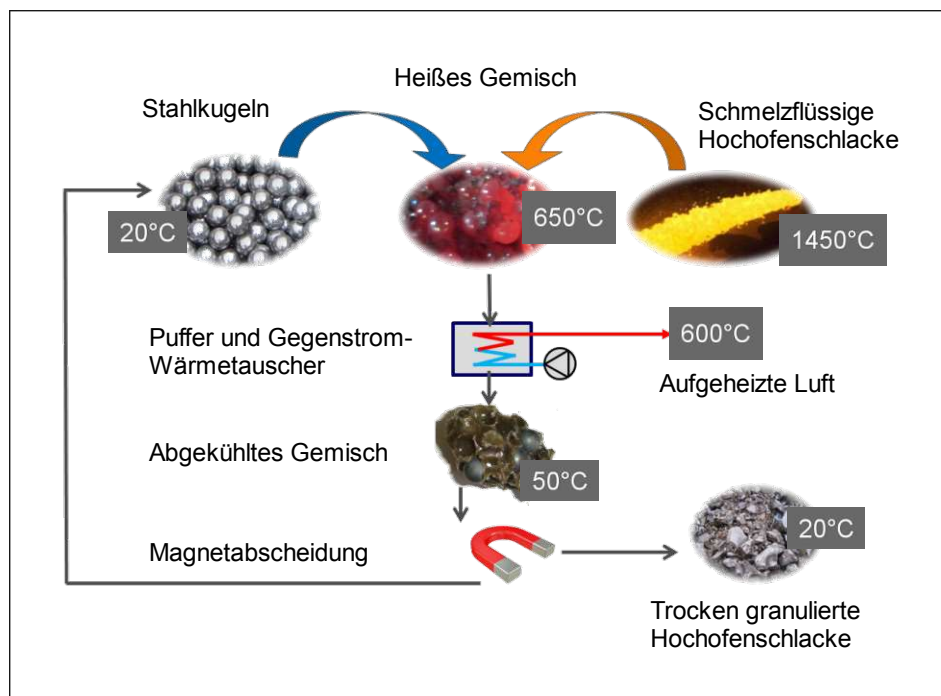 Heißes Gemisch
Stahlkugeln
Schmelzflüssige
Hochofenschlacke
20°C
650°C
1450°C
Puffer und Gegenstrom-
Wärmetauscher
600°C
Aufgeheizte Luft
Abgekühltes Gemisch
50°C
20°C
Magnetabscheidung
Trocken granulierte
Hochofenschlacke